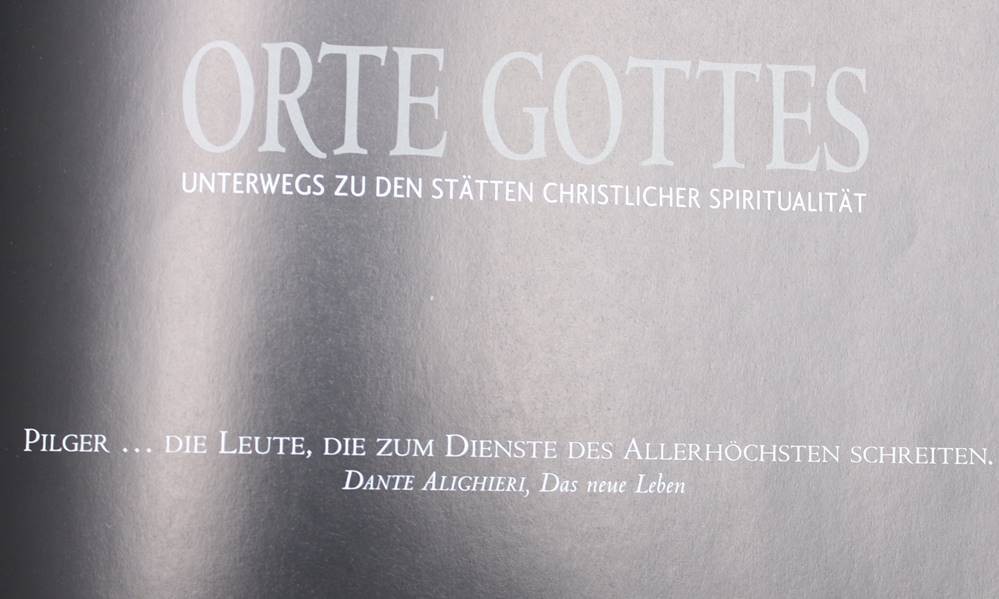 ORTE GOTTES
UNTERWEGS ZU DEN STÄTTEN CHRISTLICHER SPIRITUALITÄT
PILGER … DIE LEUTE, DIE ZUM DIENSTE DES ALLERHÖCHSTEN SCHREITEN.
DANTE ALIGHIERI, Das neue Leben